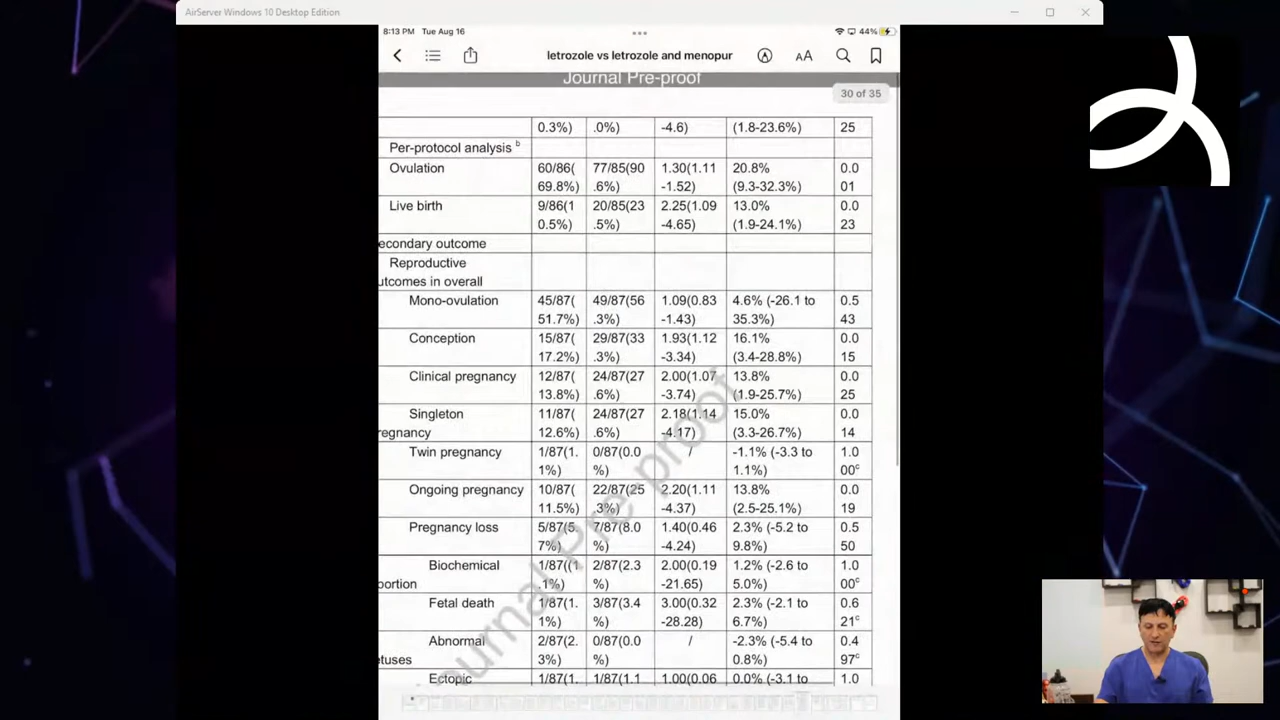 AirServer Windows 10 Desktop Edition
8:13 PM Tue Aug 16
44%
letrozole vs letrozole and menopur
AA
Journal Pre-proof
30 of 35
0.3%) .0%) -4.6) (1.8-23.6%) 25
Per-protocol analysis b
Ovulation 60/86( 77/85(90 1.30(1.11 20.8% 0.0
69.8%) .6%) -1.52) (9.3-32.3%) 01
Live birth 9/86(1 20/85(23 2.25(1.09 13.0% 0.0
0.5%) .5%) -4.65) (1.9-24.1%) 23
econdary outcome
Reproductive
utcomes in overall
Mono-ovulation 45/87( 49/87(56 1.09(0.83 4.6% (-26.1 to 0.5
51.7%) .3%) -1.43) 35.3%) 43
Conception 15/87( 29/87(33 1.93(1.12 16.1% 0.0
17.2%) .3%) -3.34) (3.4-28.8%) 15
Clinical pregnancy 12/87( 24/87(27 2.00(1.07 13.8% 0.0
13.8%) .6%) -3.74) (1.9-25.7%) 25
Singleton 11/87( 24/87(27 2.18(1.14 15.0% 0.0
regnancy 12.6%) .6%) -4.17) (3.3-26.7%) 14
Twin pregnancy 1/87(1. 0/87(0.0 / -1.1% (-3.3 to 1.0
1%) %) 1.1%) 00c
Ongoing pregnancy 10/87( 22/87(25 2.20(1.11 13.8% 0.0
11.5%) .3%) -4.37) (2.5-25.1%) 19
Pregnancy loss 5/87(5. 7/87(8.0 1.40(0.46 2.3% (-5.2 to 0.5
7%) %) -4.24) 9.8%) 50
Biochemical 1/87((1 2/87(2.3 2.00(0.19 1.2% (-2.6 to 1.0
portion .1%) %) -21.65) 5.0%) 00c
Fetal death 1/87(1. 3/87(3.4 3.00(0.32 2.3% (-2.1 to 0.6
1%) %) -28.28) 6.7%) 21c
Abnormal 2/87(2. 0/87(0.0 / -2.3% (-5.4 to 0.4
etuses 3%) %) 0.8%) 97c
Ectopic 1/87(1. 1/87(1.1 1.00(0.06 0.0% (-3.1 to 1.0
ournal Pre-proof